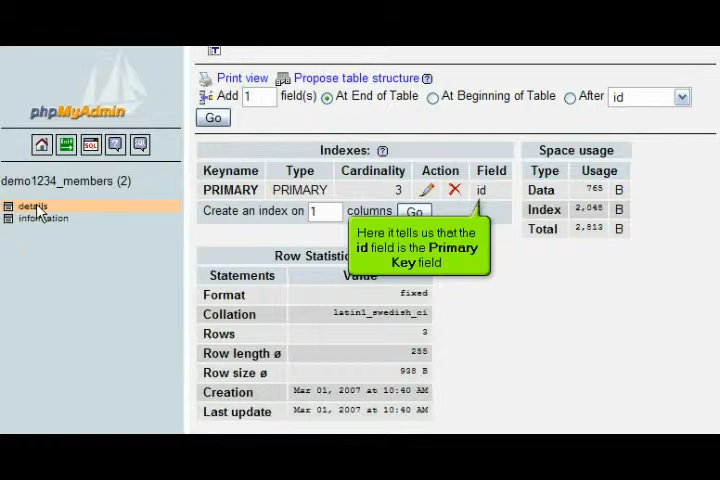 Print view Propose table structure
Add 1 field(s) At End of Table At Beginning of Table After id
Go
phpMyAdmin
SQL
demo1234_members (2)
details
information
Indexes:
Keyname Type Cardinality Action Field
PRIMARY PRIMARY 3 id
Create an index on 1 columns Go
Space usage
Type Usage
Data 765 B
Index 2,048 B
Total 2,813 B
Here it tells us that the
id field is the Primary
Key field
Row Statistic
Statements Value
Format fixed
Collation latin1_swedish_ci
Rows 3
Row length ø 255
Row size ø 938 B
Creation Mar 01, 2007 at 10:40 AM
Last update Mar 01, 2007 at 10:40 AM